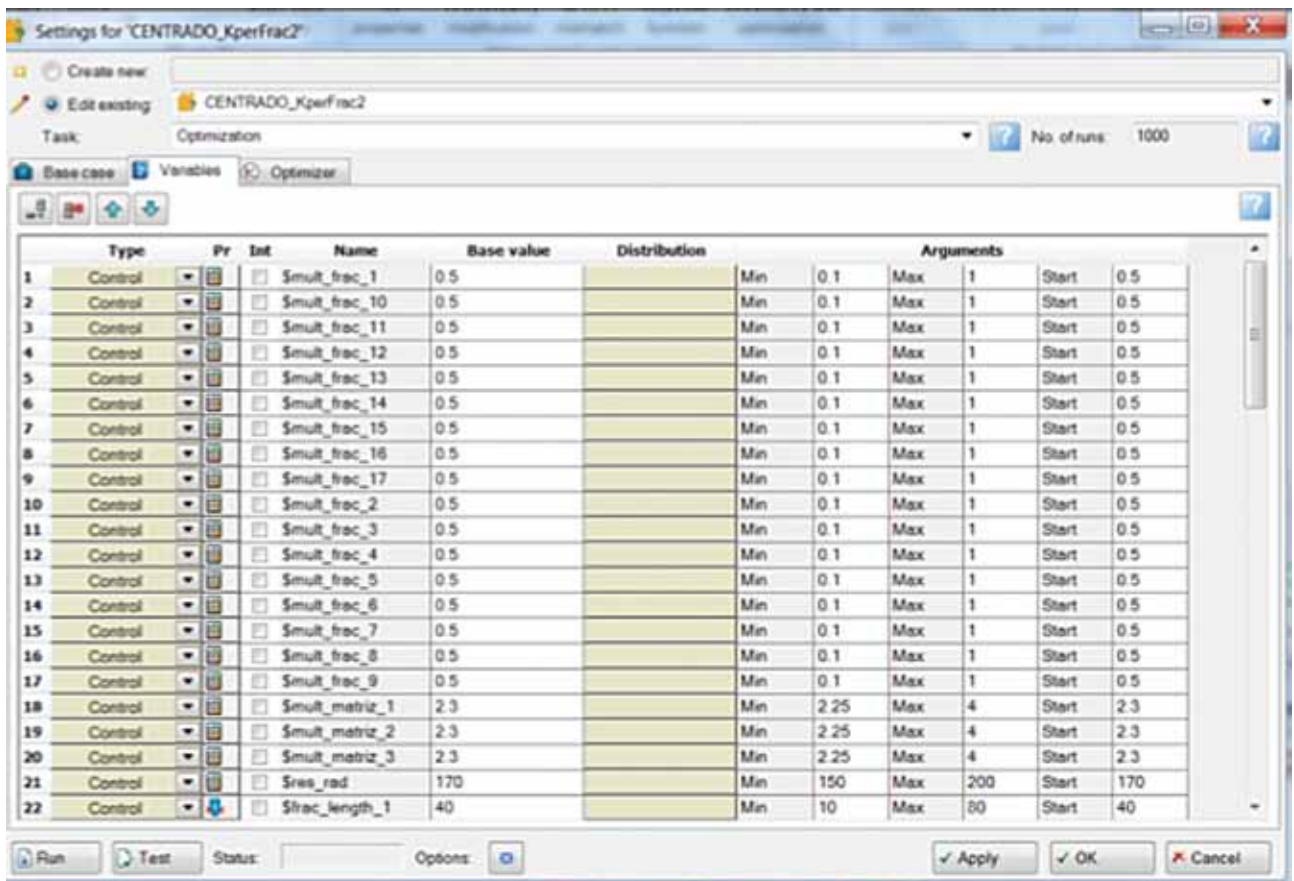 Settings for 'CENTRADO_KperFrac2'
Create new:
Edit existing: CENTRADO_KperFrac2
Task: Optimization No. of runs: 1000
Base case Variables Optimizer
Type Pr Int Name Base value Distribution Arguments
1 Control $mult_frac_1 0.5 Min 0.1 Max 1 Start 0.5
2 Control $mult_frac_10 0.5 Min 0.1 Max 1 Start 0.5
3 Control $mult_frac_11 0.5 Min 0.1 Max 1 Start 0.5
4 Control $mult_frac_12 0.5 Min 0.1 Max 1 Start 0.5
5 Control $mult_frac_13 0.5 Min 0.1 Max 1 Start 0.5
6 Control $mult_frac_14 0.5 Min 0.1 Max 1 Start 0.5
7 Control $mult_frac_15 0.5 Min 0.1 Max 1 Start 0.5
8 Control $mult_frac_16 0.5 Min 0.1 Max 1 Start 0.5
9 Control $mult_frac_17 0.5 Min 0.1 Max 1 Start 0.5
10 Control $mult_frac_2 0.5 Min 0.1 Max 1 Start 0.5
11 Control $mult_frac_3 0.5 Min 0.1 Max 1 Start 0.5
12 Control $mult_frac_4 0.5 Min 0.1 Max 1 Start 0.5
13 Control $mult_frac_5 0.5 Min 0.1 Max 1 Start 0.5
14 Control $mult_frac_6 0.5 Min 0.1 Max 1 Start 0.5
15 Control $mult_frac_7 0.5 Min 0.1 Max 1 Start 0.5
16 Control $mult_frac_8 0.5 Min 0.1 Max 1 Start 0.5
17 Control $mult_frac_9 0.5 Min 0.1 Max 1 Start 0.5
18 Control $mult_matriz_1 2.3 Min 2.25 Max 4 Start 2.3
19 Control $mult_matriz_2 2.3 Min 2.25 Max 4 Start 2.3
20 Control $mult_matriz_3 2.3 Min 2.25 Max 4 Start 2.3
21 Control $res_rad 170 Min 150 Max 200 Start 170
22 Control $frac_length_1 40 Min 10 Max 80 Start 40
Run Test Status: Options: Apply OK Cancel